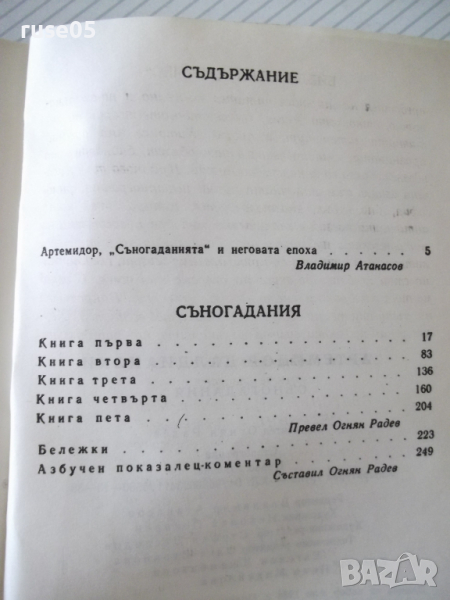 ruse05
СЪДЪРЖАНИЕ
Артемидор, „Съногаданията“ и неговата епоха . . . . . . 5
Владимир Атанасов
СЪНОГАДАНИЯ
Книга първа . . . . . . . . . . . . . . 17
Книга втора . . . . . . . . . . . . . . 83
Книга трета . . . . . . . . . . . . . . 136
Книга четвърта . . . . . . . . . . . . . 160
Книга пета . . . . . . . . . . . . . . 204
Превел Огнян Радев
Бележки . . . . . . . . . . . . . . . 223
Азбучен показалец-коментар . . . . . . . . 249
Съставил Огнян Радев
bazar